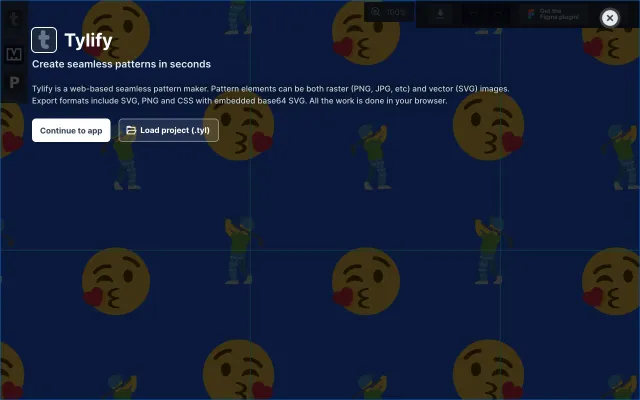 t
100%
Get the
Figma plugin!
t Tylify
M
Create seamless patterns in seconds
P
Tylify is a web-based seamless pattern maker. Pattern elements can be both raster (PNG, JPG, etc) and vector (SVG) images.
Export formats include SVG, PNG and CSS with embedded base64 SVG. All the work is done in your browser.
Continue to app
Load project (.tyl)